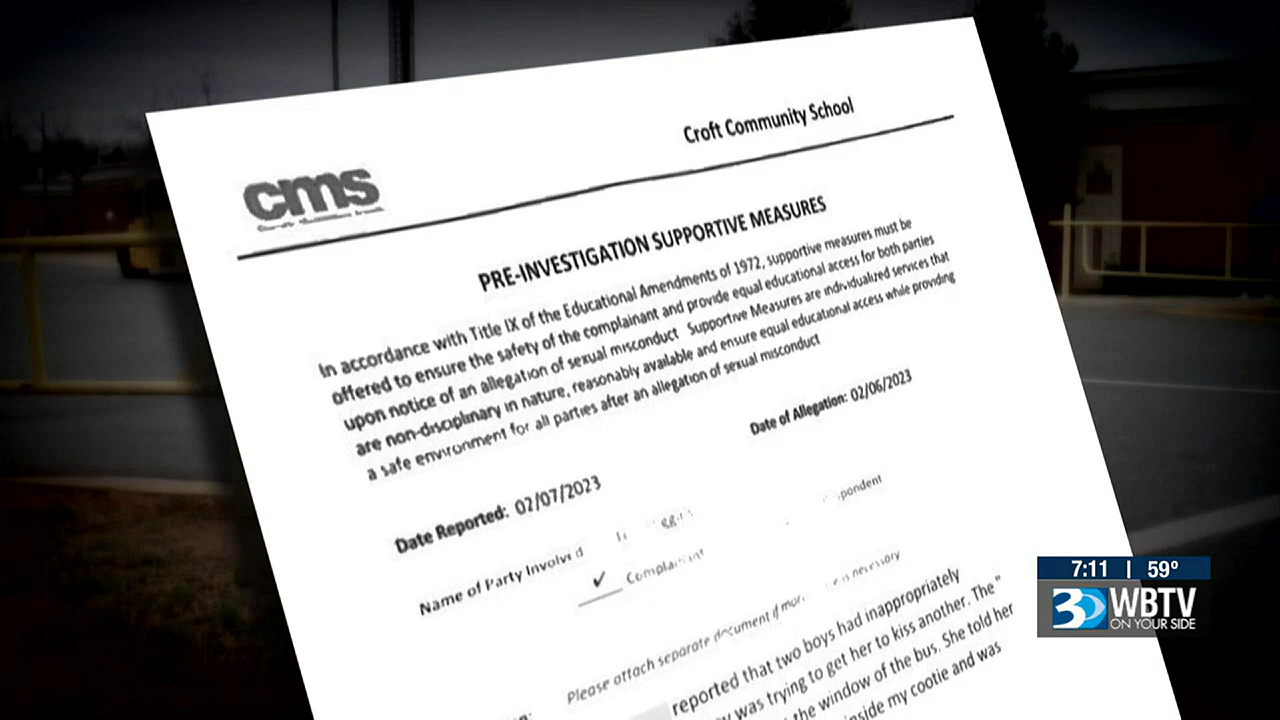 Croft Community School
cms
PRE-INVESTIGATION SUPPORTIVE MEASURES
In accordance with Title IX of the Educational Amendments of 1972, supportive measures must be
offered to ensure the safety of the complainant and provide equal educational access for both parties
upon notice of an allegation of sexual misconduct Supportive Measures are individualized services that
are non-disciplinary in nature, reasonably available and ensure equal educational access while providing
a safe environment for all parties after an allegation of sexual misconduct
Date of Allegation: 02/06/2023
Date Reported: 02/07/2023
Name of Party Involved
✓ Complainant
Please attach separate document if more is necessary
reported that two boys had inappropriately
was trying to get her to kiss another. The"
the window of the bus. She told her
inside my cootie and was
7:11 | 59°
3 WBTV
ON YOUR SIDE